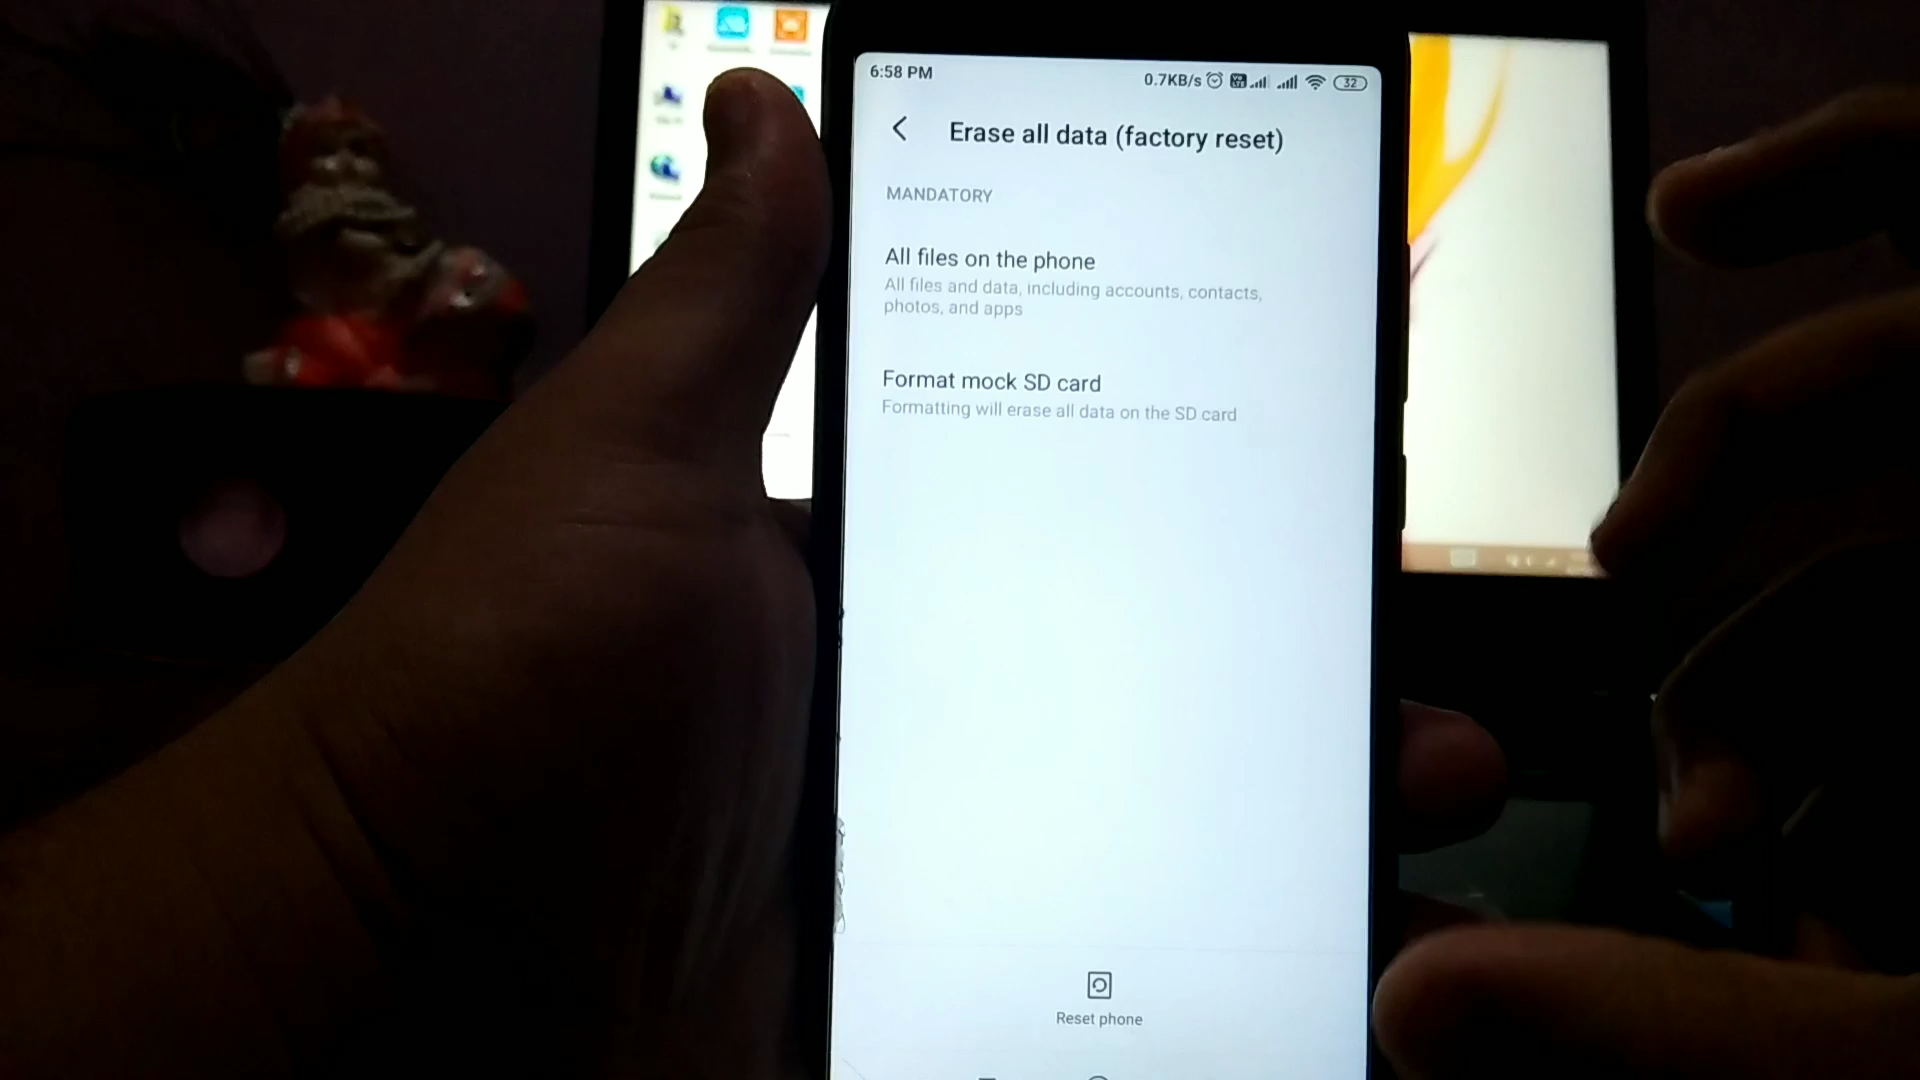 6:58 PM
0.7KB/s
32
Erase all data (factory reset)
MANDATORY
All files on the phone
All files and data, including accounts, contacts,
photos, and apps
Format mock SD card
Formatting will erase all data on the SD card
Reset phone